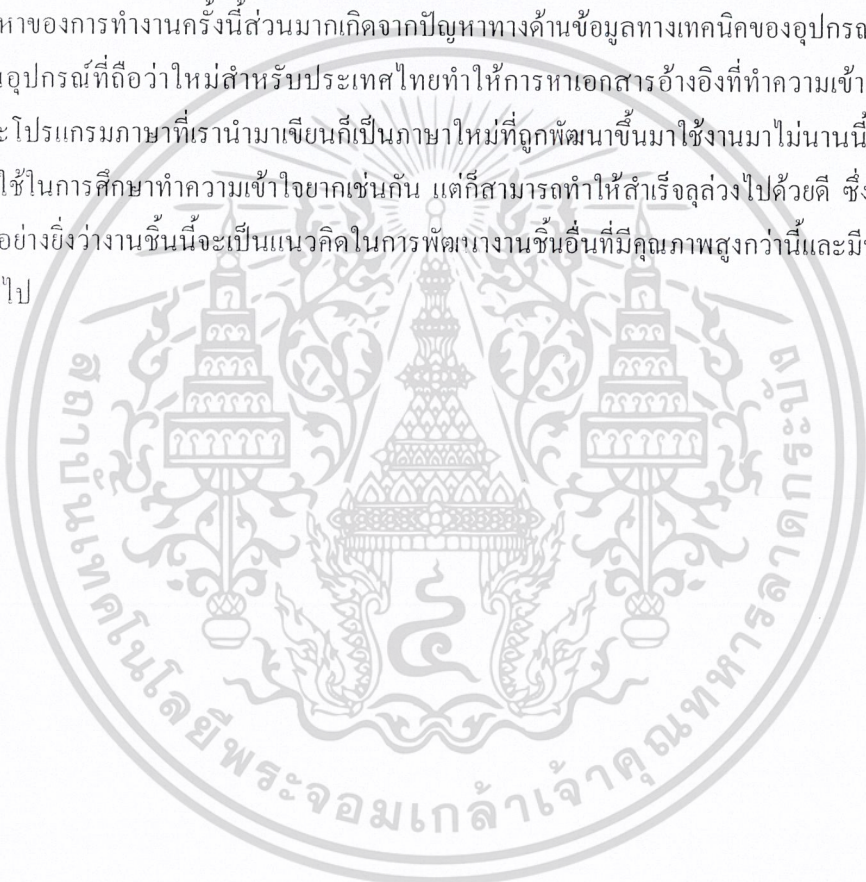 หาของการทำงานครั้งนี้ส่วนมากเกิดจากปัญหาทางด้านข้อมูลทางเทคนิคของอุปกรณ
อุปกรณ์ที่ถือว่าใหม่สำหรับประเทศไทยทำให้การหาเอกสารอ้างอิงที่ทำความเข้า
ะโปรแกรมภาษาที่เรานำมาเขียนก็เป็นภาษาใหม่ที่ถูกพัฒนาขึ้นมาใช้งานมาไม่นานนี้
ใช้ในการศึกษาทำความเข้าใจยากเช่นกัน แต่ก็สามารถทำให้สำเร็จลุล่วงไปด้วยดี ซึ่ง
อย่างยิ่งว่างานชิ้นนี้จะเป็นแนวคิดในการพัฒนางานชิ้นอื่นที่มีคุณภาพสูงกว่านี้และมี
ไป
สถาบันเทคโนโลยีพระจอมเกล้าเจ้าคุณทหารลาดกระบัง
๔